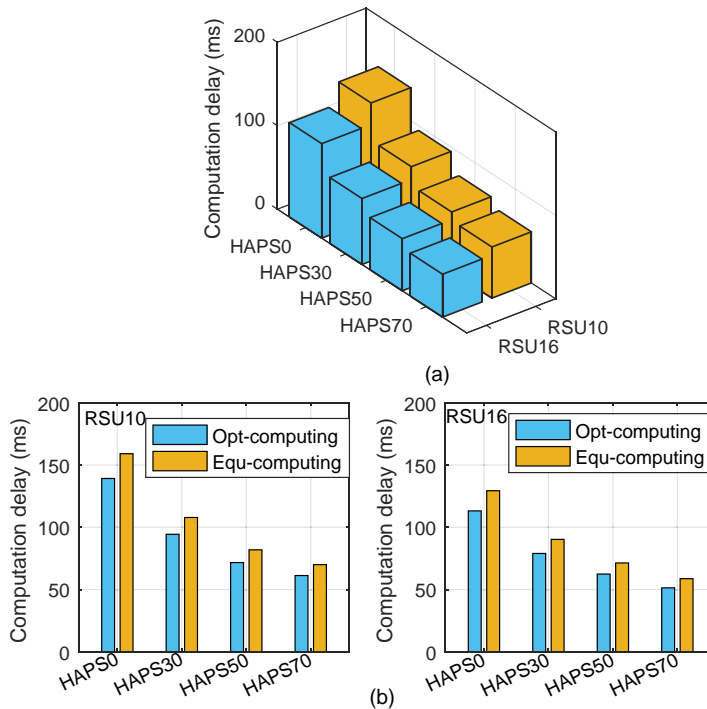 200
100
0
Computation delay (ms)
HAPS0
HAPS30
HAPS50
HAPS70
RSU16
RSU10
(a)
200
150
100
50
0
Computation delay (ms)
RSU10
Opt-computing
Equ-computing
HAPS0
HAPS30
HAPS50
HAPS70
200
150
100
50
0
Computation delay (ms)
RSU16
Opt-computing
Equ-computing
HAPS0
HAPS30
HAPS50
HAPS70
(b)